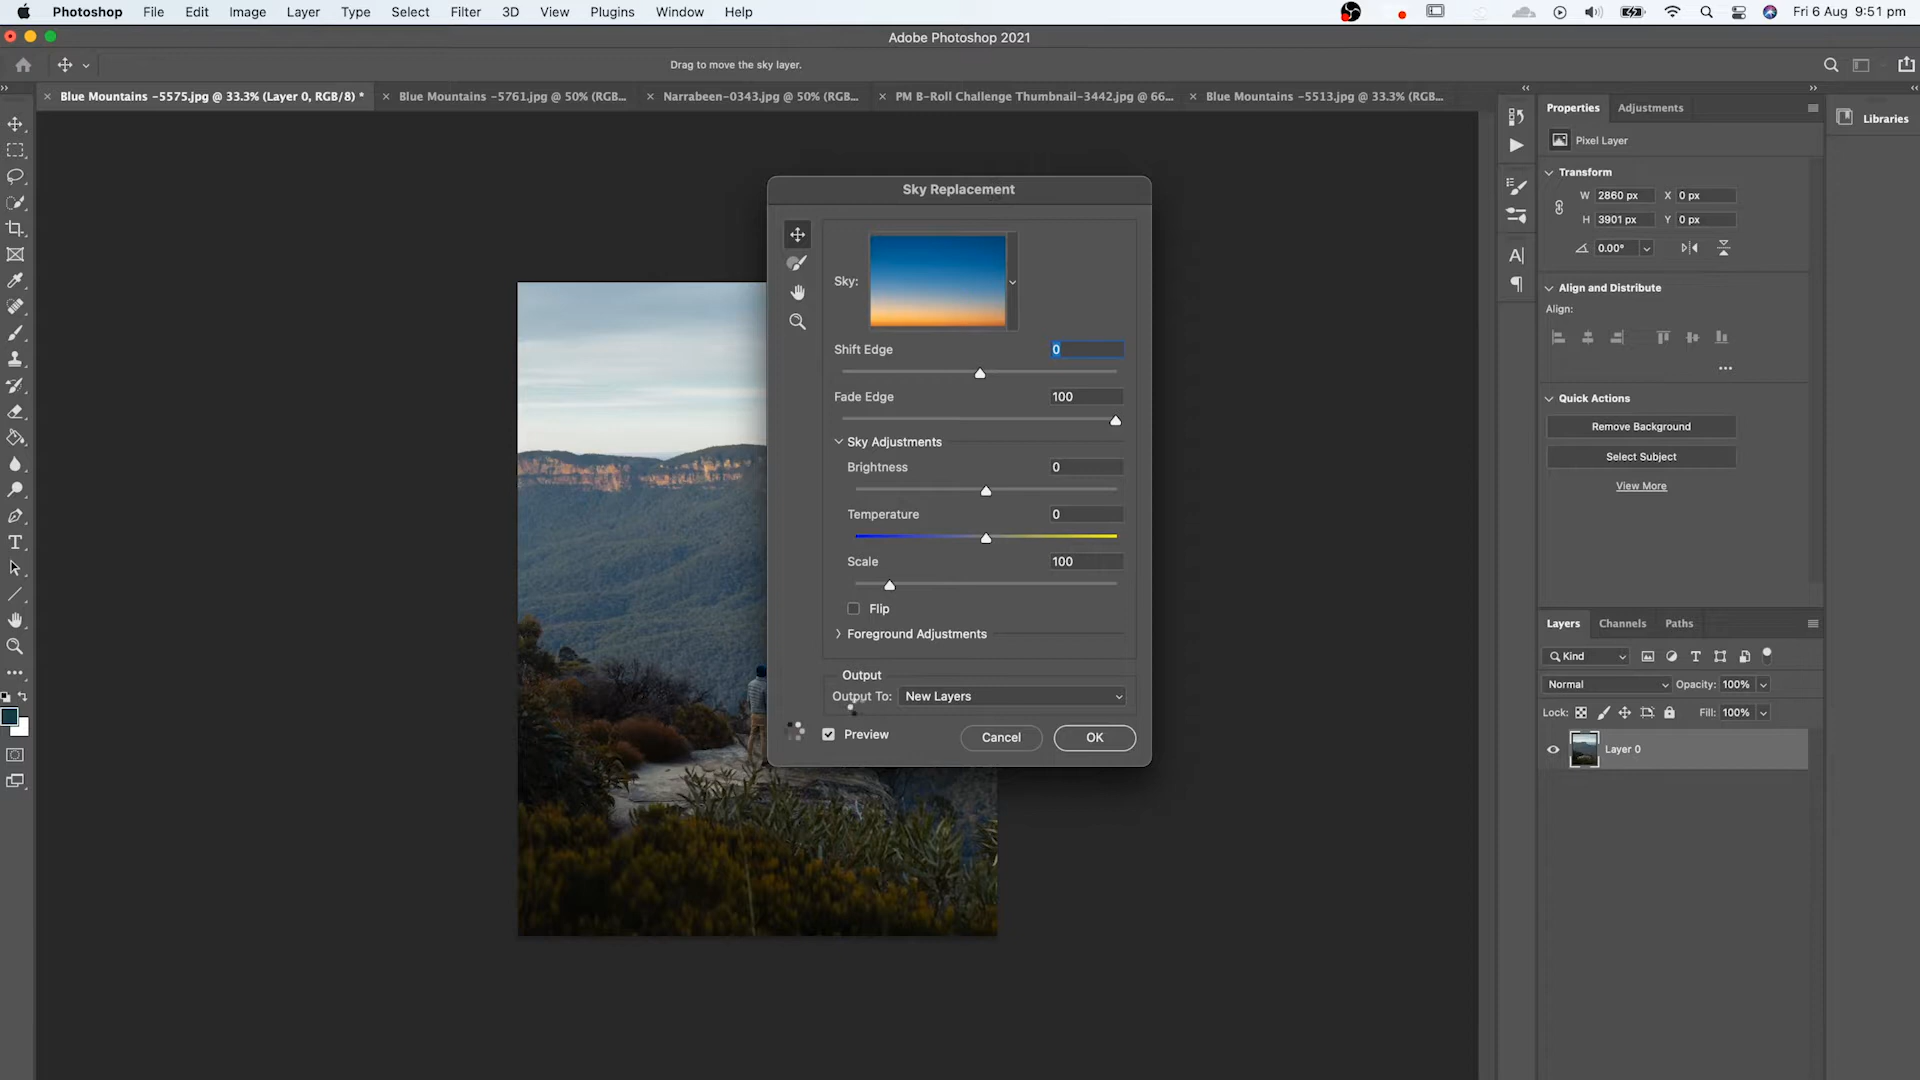 Photoshop File Edit Image Layer Type Select Filter 3D View Plugins Window Help Fri 6 Aug 9:51 pm
Adobe Photoshop 2021
Drag to move the sky layer.
Blue Mountains -5575.jpg @ 33.3% (Layer 0, RGB/8) * Blue Mountains -5761.jpg @ 50% (RGB... Narrabeen-0343.jpg @ 50% (RGB... PM B-Roll Challenge Thumbnail-3442.jpg @ 66... Blue Mountains -5513.jpg @ 33.3% (RGB...
Properties Adjustments
Libraries
Pixel Layer
Transform
W 2860 px X 0 px
H 3901 px Y 0 px
0.00°
Align and Distribute
Align:
Quick Actions
Remove Background
Select Subject
View More
Sky Replacement
Sky:
Shift Edge 0
Fade Edge 100
Sky Adjustments
Brightness 0
Temperature 0
Scale 100
Flip
Foreground Adjustments
Output
Output To: New Layers
Preview Cancel OK
Layers Channels Paths
Kind
Normal Opacity: 100%
Lock: Fill: 100%
Layer 0